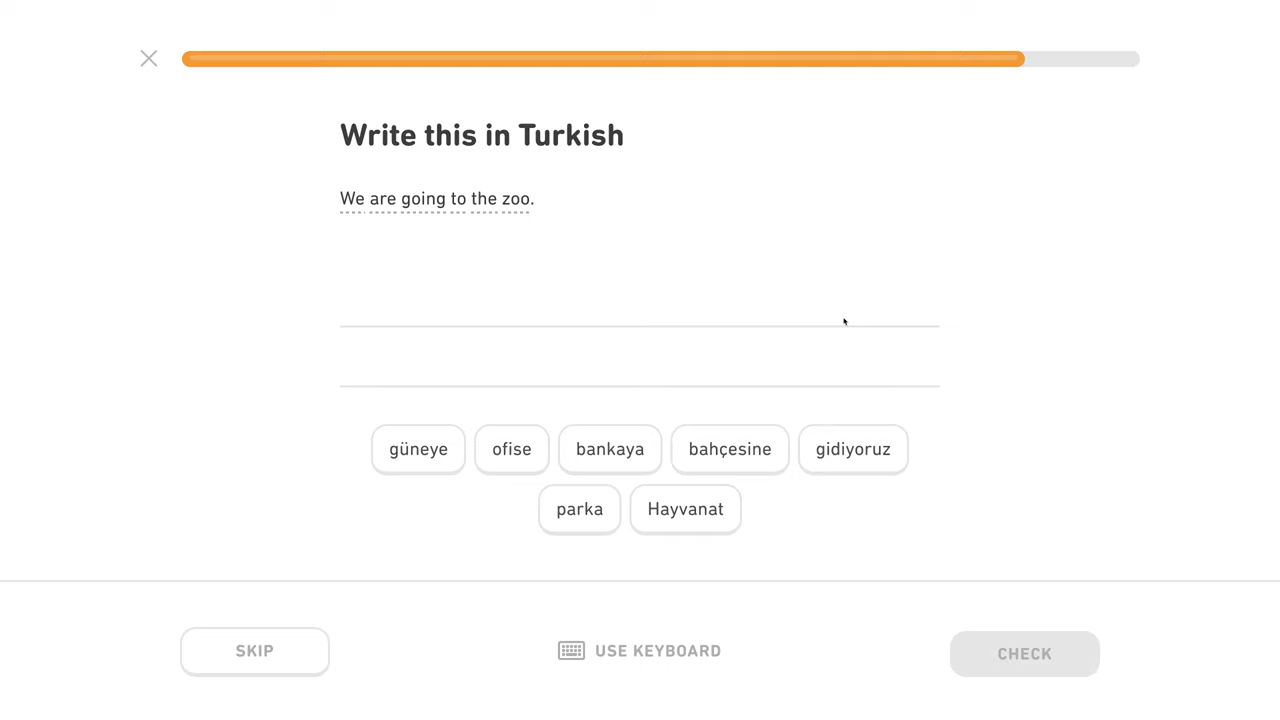 Write this in Turkish
We are going to the zoo.
güneye ofise bankaya bahçesine gidiyoruz
parka Hayvanat
SKIP USE KEYBOARD CHECK